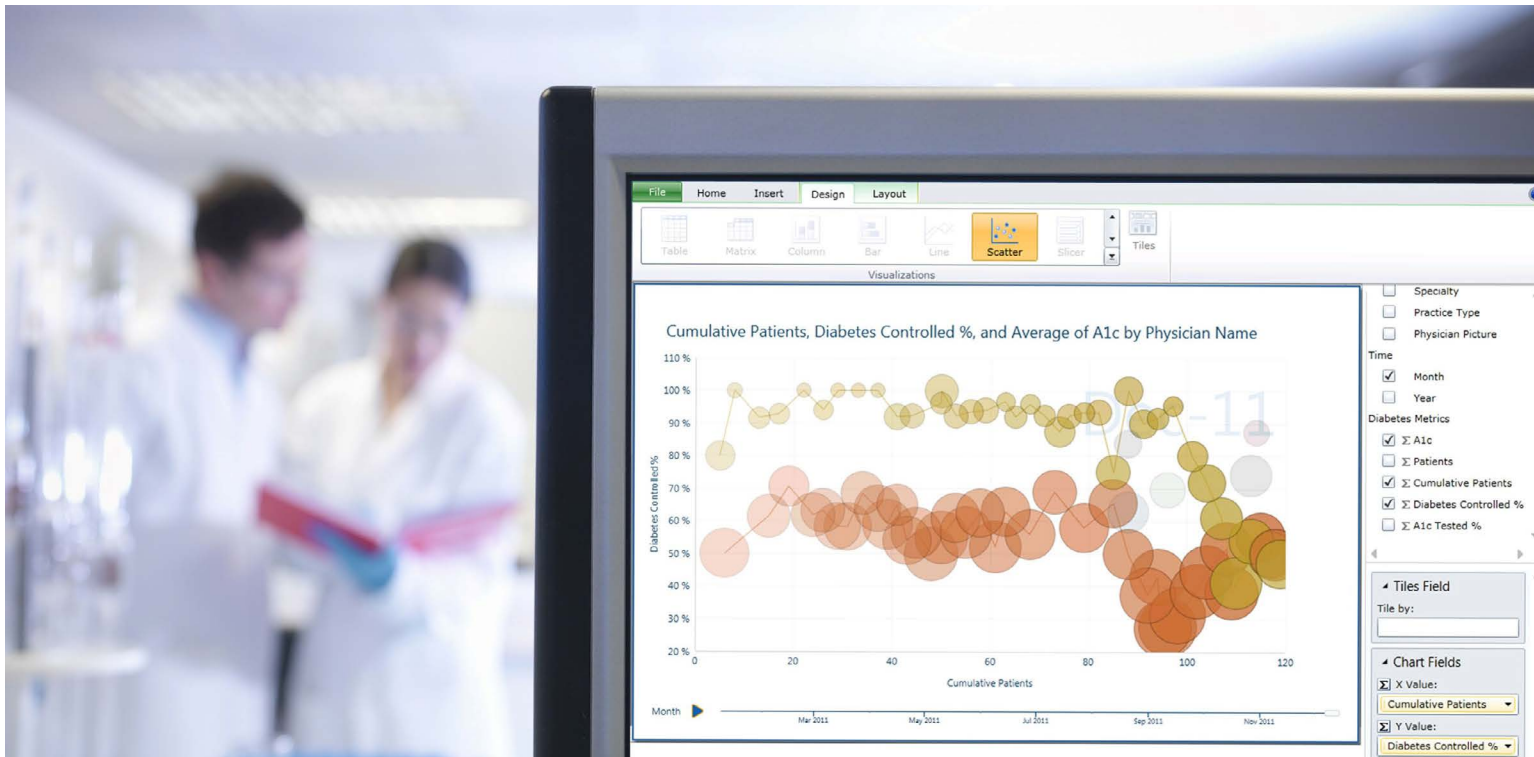 File Home Insert Design Layout
Table Matrix Column Bar Line Scatter Slicer Tiles
Visualizations
Cumulative Patients, Diabetes Controlled %, and Average of A1c by Physician Name
110 %
100 %
90 %
80 %
70 %
60 %
50 %
40 %
30 %
20 %
Diabetes Controlled %
0 20 40 60 80 100 120
Cumulative Patients
Month Mar 2011 May 2011 Jul 2011 Sep 2011 Nov 2011
Specialty
Practice Type
Physician Picture
Time
Month
Year
Diabetes Metrics
Σ A1c
Σ Patients
Σ Cumulative Patients
Σ Diabetes Controlled %
Σ A1c Tested %
Tiles Field
Tile by:
Chart Fields
Σ X Value:
Cumulative Patients
Σ Y Value:
Diabetes Controlled %